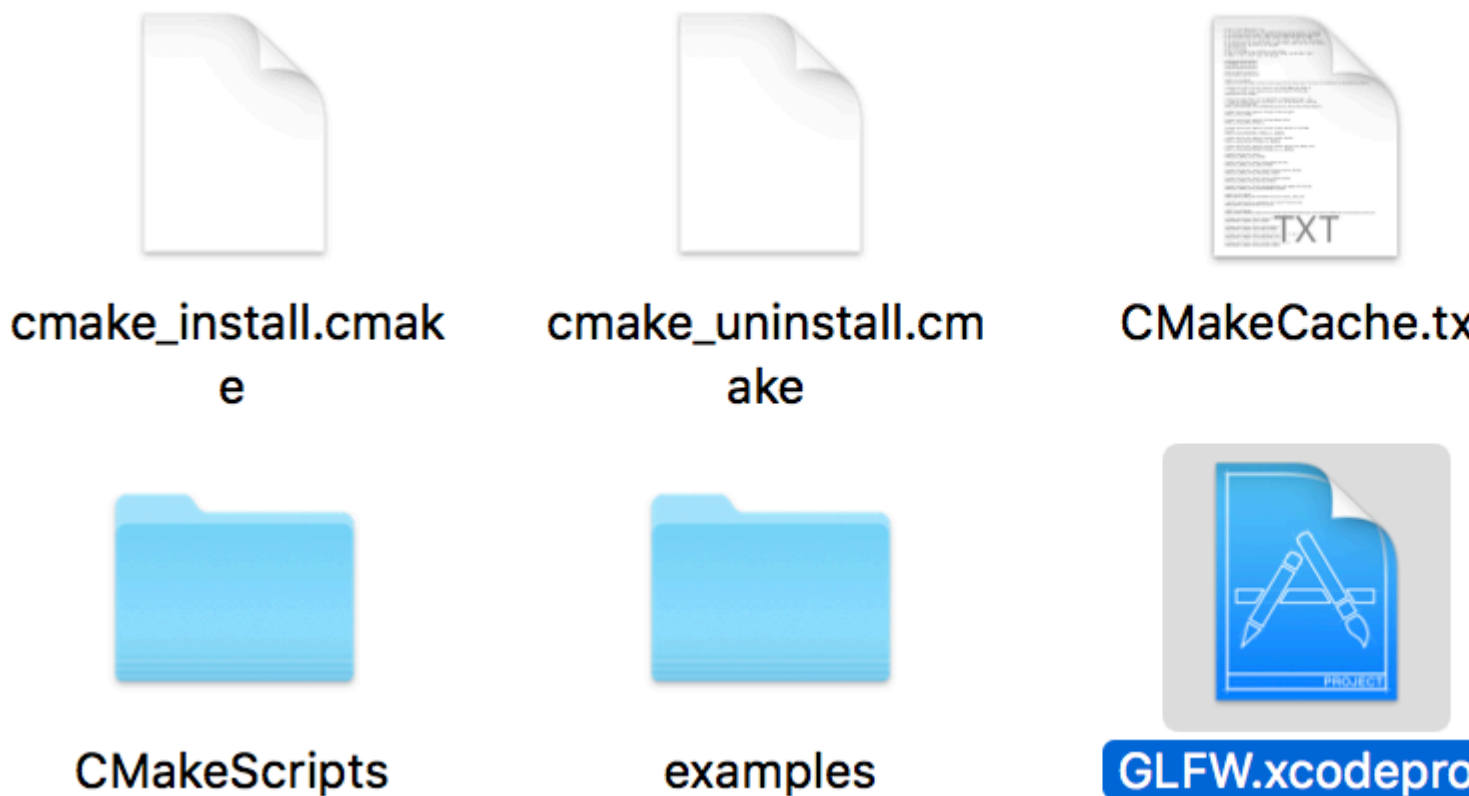 cmake_install.cmak
e
cmake_uninstall.cm
ake
TXT
CMakeCache.tx
CMakeScripts
examples
PROJECT
GLFW.xcodepro